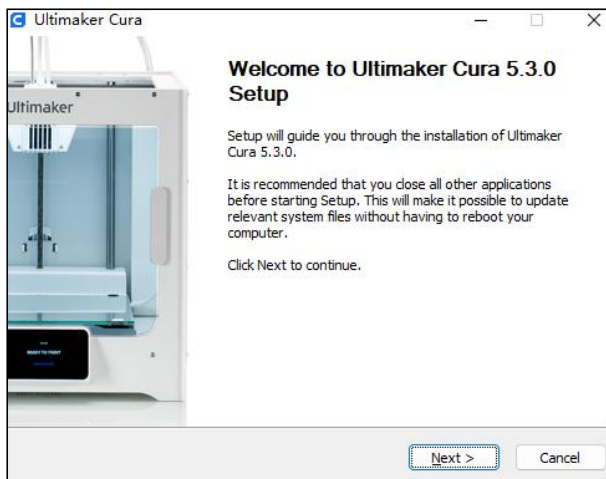 Ultimaker Cura
Ultimaker
Welcome to Ultimaker Cura 5.3.0
Setup
Setup will guide you through the installation of Ultimaker
Cura 5.3.0.
It is recommended that you close all other applications
before starting Setup. This will make it possible to update
relevant system files without having to reboot your
computer.
Click Next to continue.
READY TO PRINT
Next >
Cancel